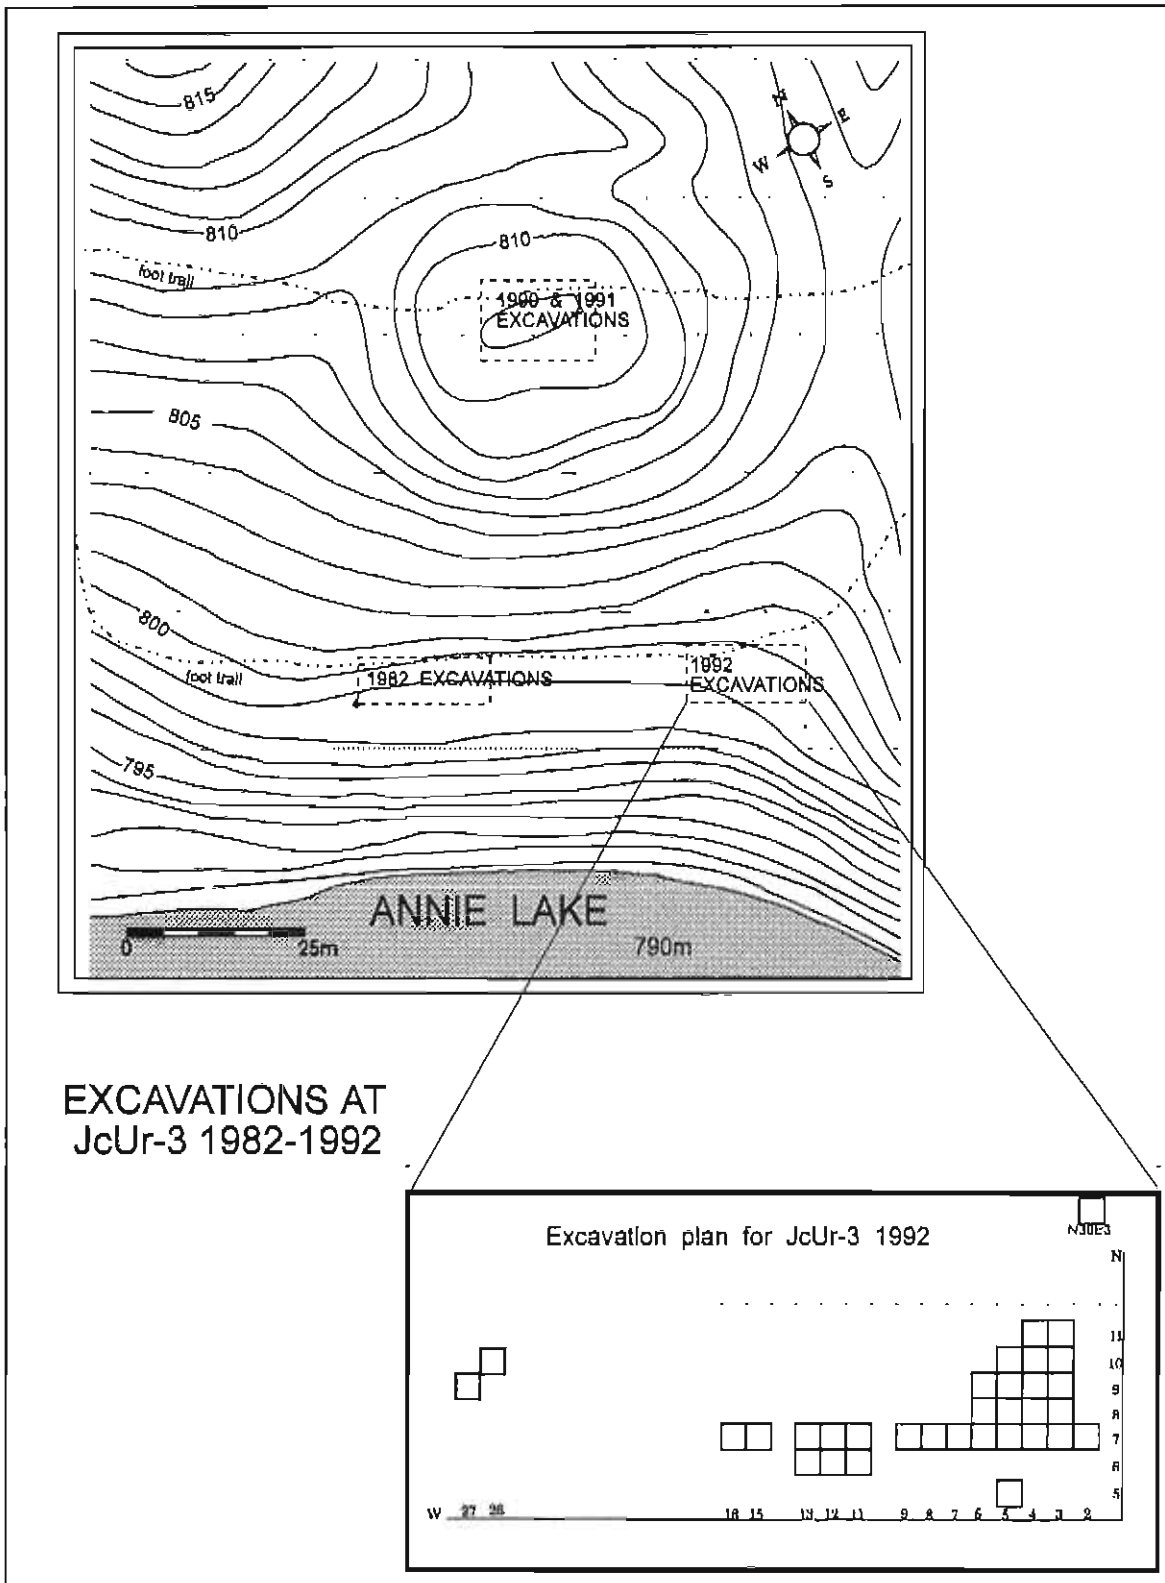 815
N
E
W
S
810
810
foot trail
1990 & 1991
EXCAVATIONS
805
800
foot trail
1982 EXCAVATIONS
1992
EXCAVATIONS
795
ANNIE LAKE
0
25m
790m
EXCAVATIONS AT
JcUr-3 1982-1992
Excavation plan for JcUr-3 1992
N30E3
N
11
10
9
8
7
6
5
W 27 26 16 15 13 12 11 9 8 7 6 5 4 3 2